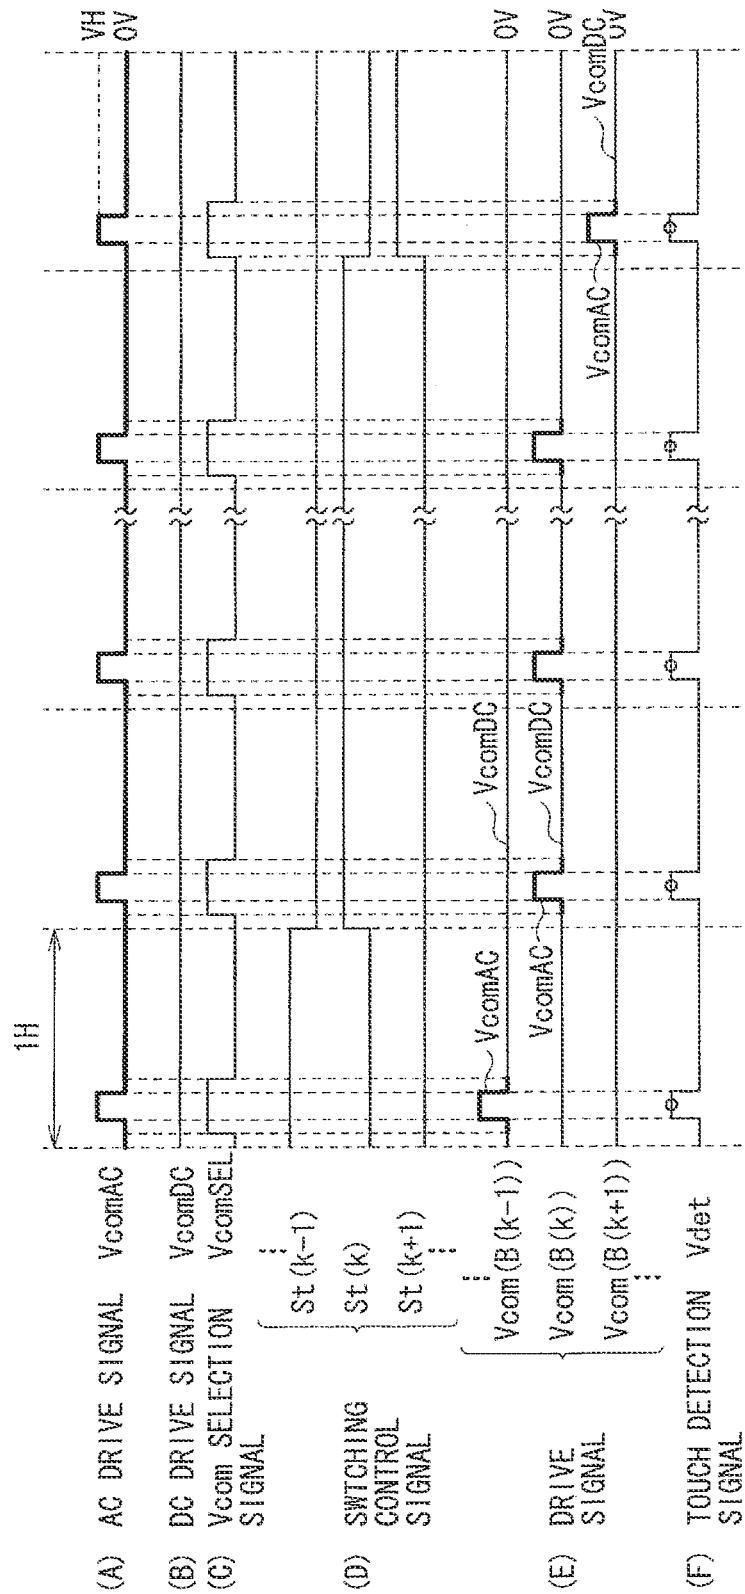 1H
(A) AC DRIVE SIGNAL VcomAC
VH
0V
(B) DC DRIVE SIGNAL VcomDC
(C) Vcom SELECTION SIGNAL VcomSEL
(D) SWTCHING CONTROL SIGNAL
St(k-1)
St(k)
St(k+1)
(E) DRIVE SIGNAL
Vcom(B(k-1))
VcomAC
VcomDC
0V
Vcom(B(k))
VcomAC
VcomDC
0V
Vcom(B(k+1))
VcomAC
VcomDC
0V
(F) TOUCH DETECTION SIGNAL Vdet